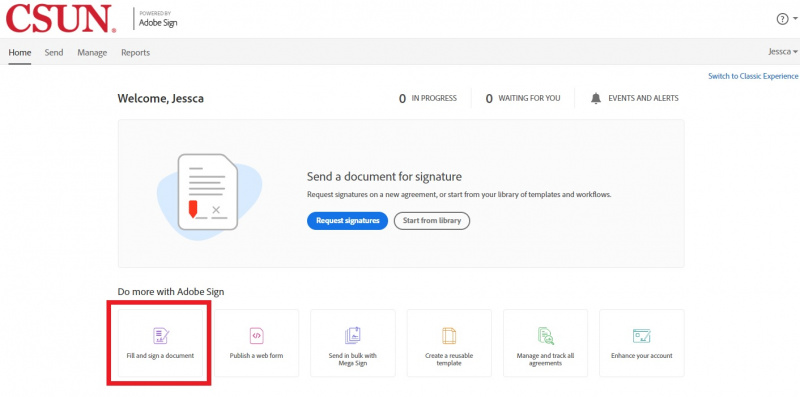 CSUN.
POWERED BY
Adobe Sign
Home Send Manage Reports
Jessca
Switch to Classic Experience
Welcome, Jessca
0 IN PROGRESS
0 WAITING FOR YOU
EVENTS AND ALERTS
Send a document for signature
Request signatures on a new agreement, or start from your library of templates and workflows.
Request signatures
Start from library
Do more with Adobe Sign
Fill and sign a document
Publish a web form
Send in bulk with
Mega Sign
Create a reusable
template
Manage and track all
agreements
Enhance your account